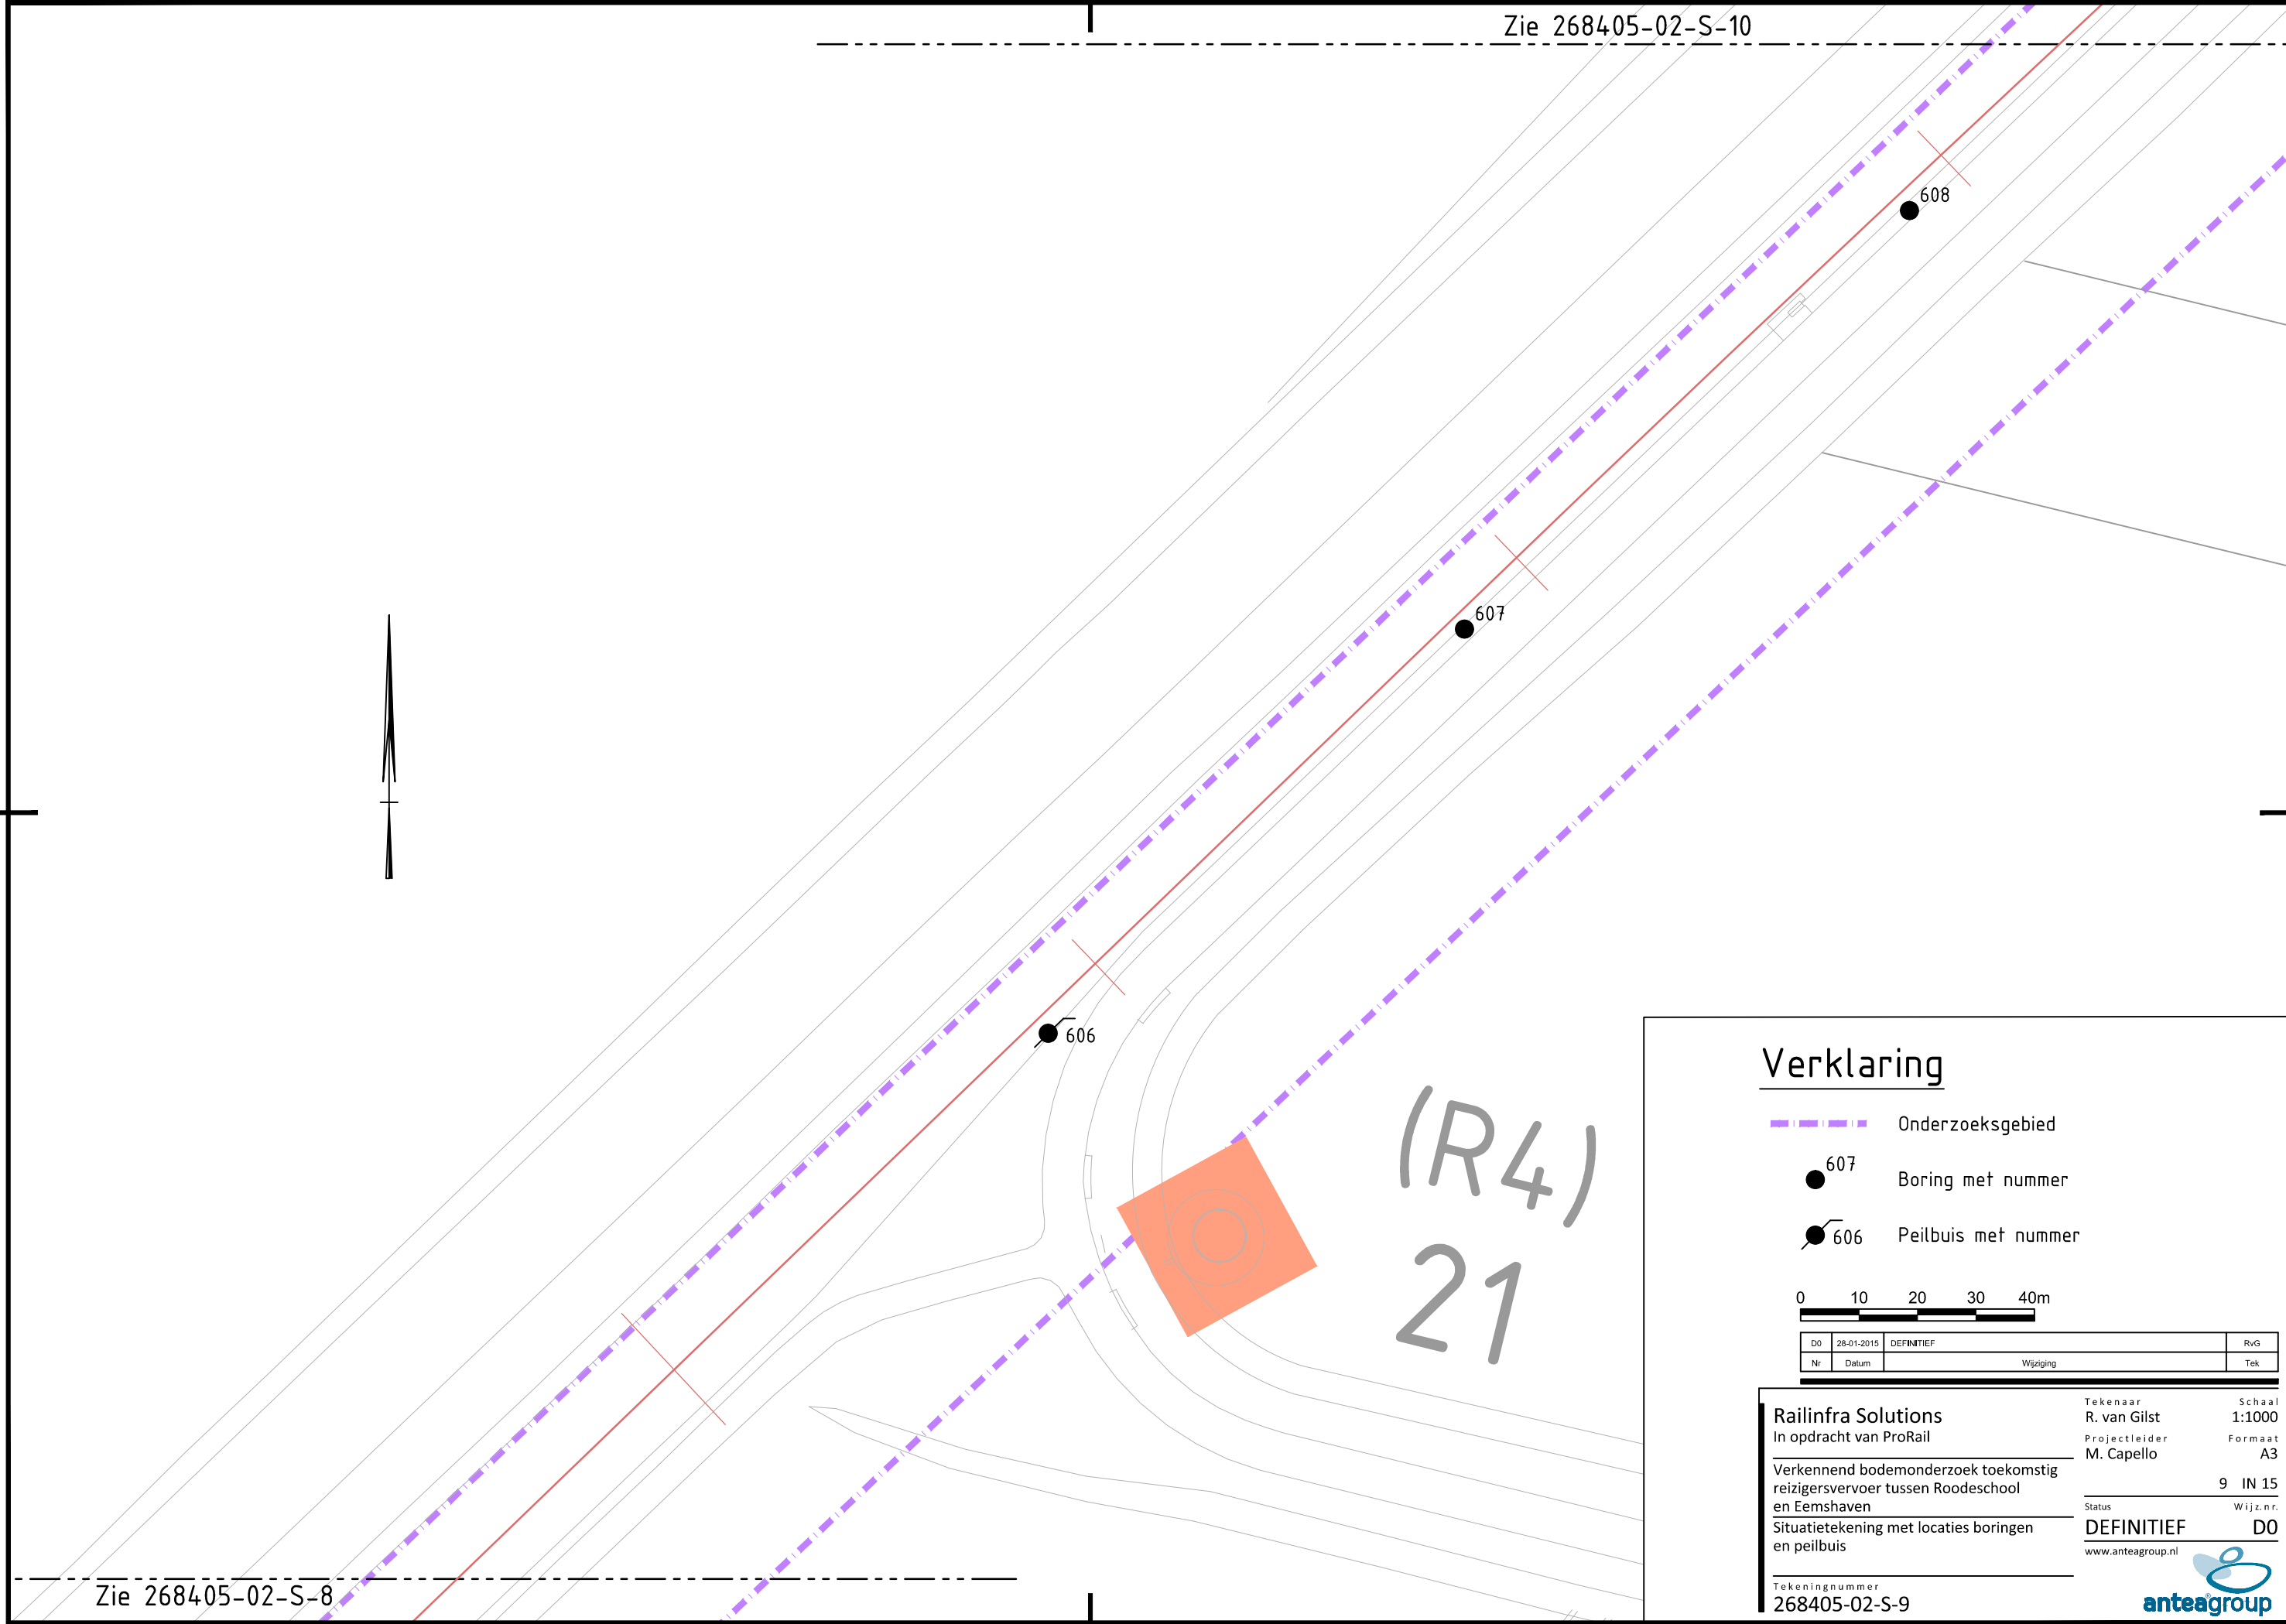 Zie 268405-02-S-10
608
607
606
(R4)
21
Zie 268405-02-S-8
Verklaring
Onderzoeksgebied
607 Boring met nummer
606 Peilbuis met nummer
0 10 20 30 40m
D0 28-01-2015 DEFINITIEF RvG
Nr Datum Wijziging Tek
Railinfra Solutions
In opdracht van ProRail
Verkennend bodemonderzoek toekomstig
reizigersvervoer tussen Roodeschool
en Eemshaven
Situatietekening met locaties boringen
en peilbuis
Tekeningnummer
268405-02-S-9
Tekenaar Schaal
R. van Gilst 1:1000
Projectleider Formaat
M. Capello A3
9 IN 15
Status Wijz.nr.
DEFINITIEF D0
www.anteagroup.nl
anteagroup